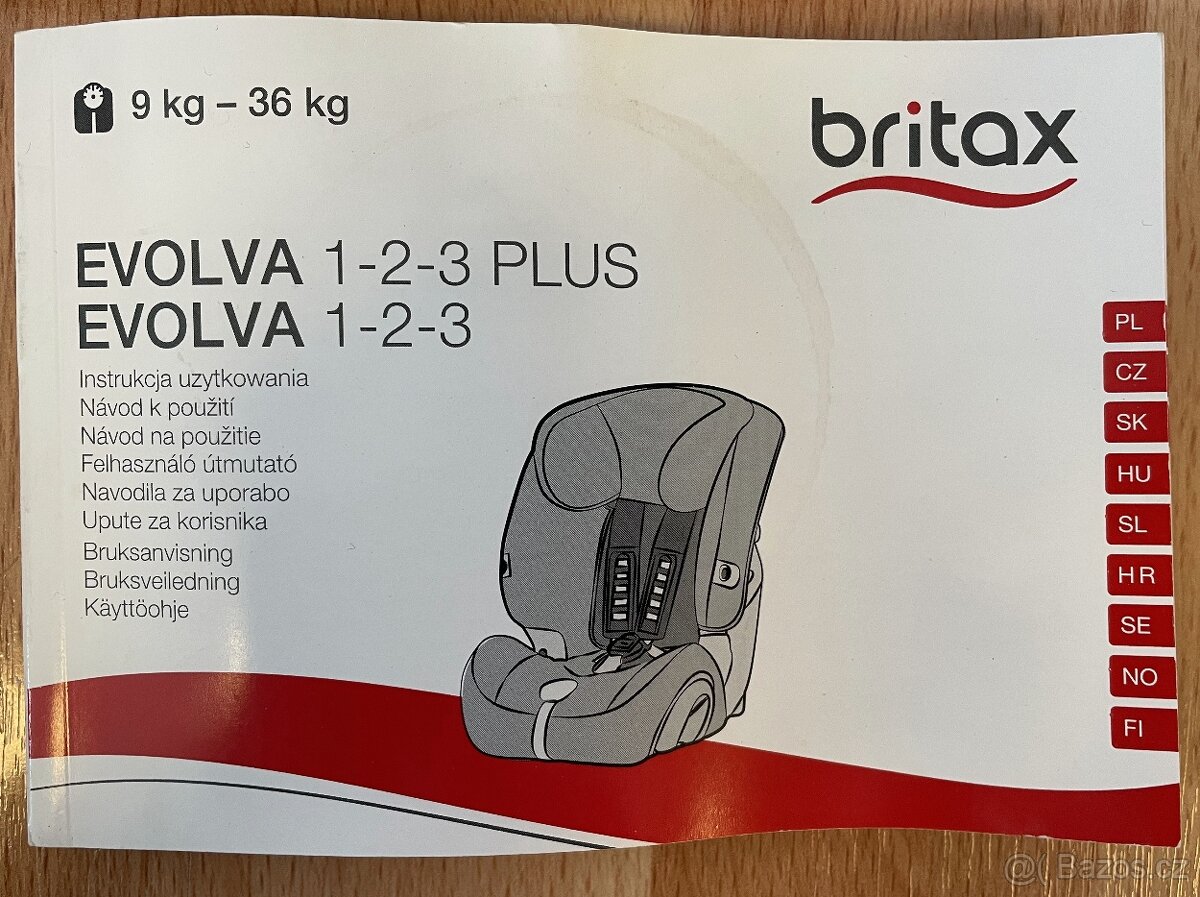 9 kg – 36 kg
britax
EVOLVA 1-2-3 PLUS
EVOLVA 1-2-3
Instrukcja uzytkowania
Návod k použití
Návod na použitie
Felhasználó útmutató
Navodila za uporabo
Upute za korisnika
Bruksanvisning
Bruksveiledning
Käyttöohje
PL
CZ
SK
HU
SL
HR
SE
NO
FI
@( Bazos.cz